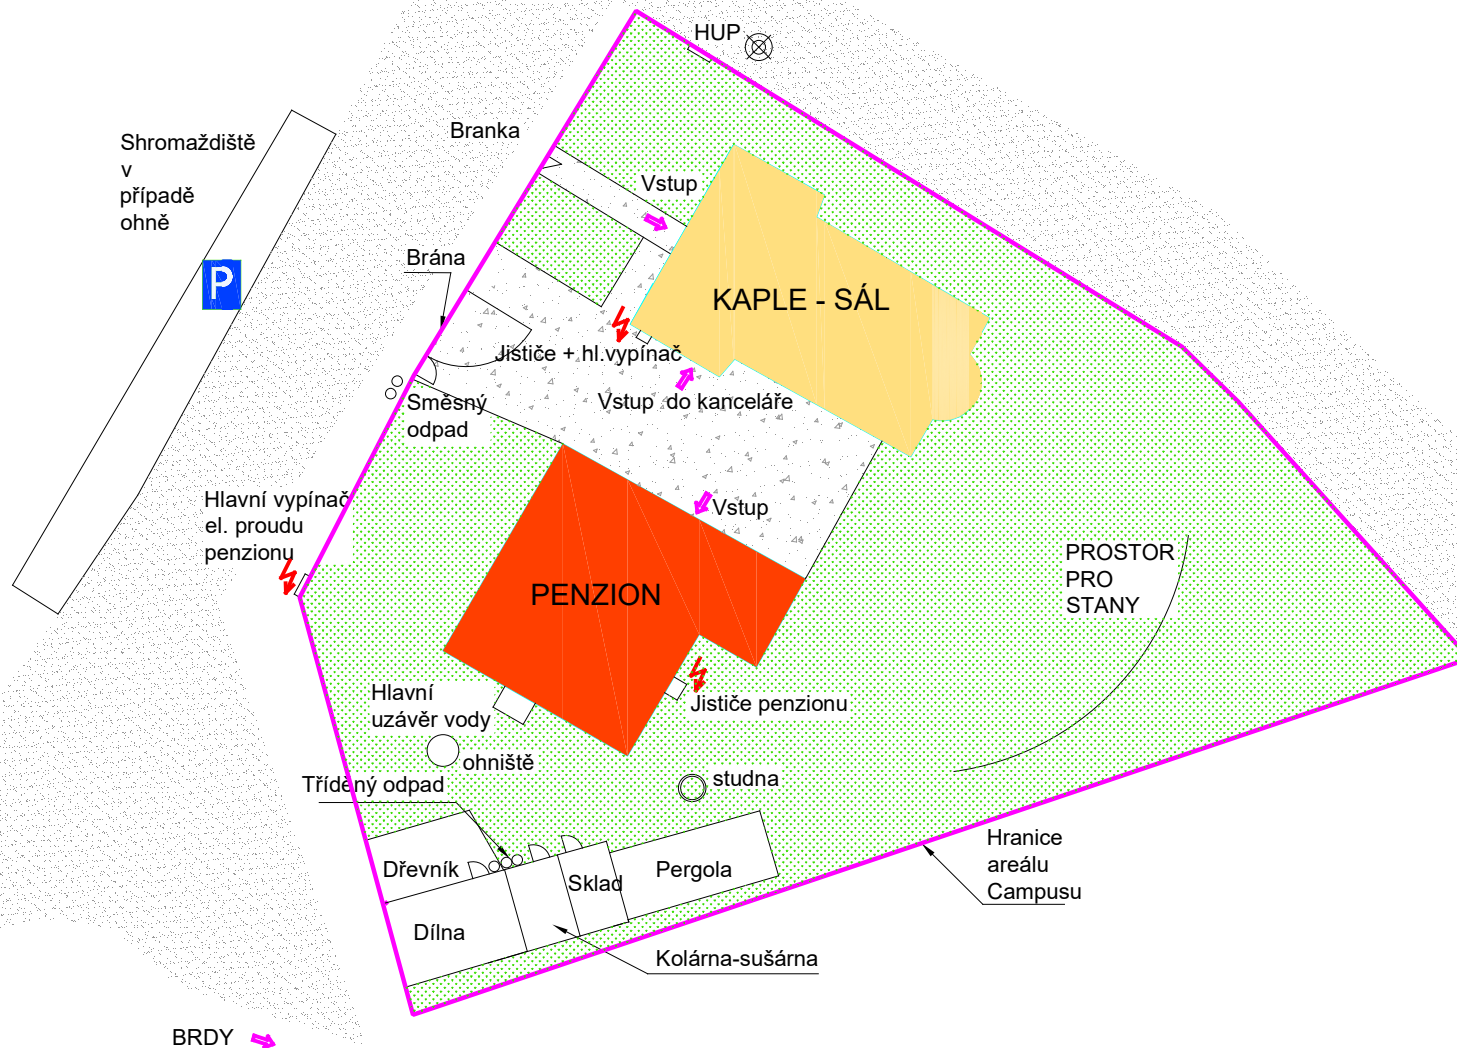 HUP
Branka
Shromaždiště
v
případě
ohně
P
Vstup
Brána
KAPLE - SÁL
Jističe + hl.vypínač
Vstup do kanceláře
Směsný
odpad
Hlavní vypínač
el. proudu
penzionu
Vstup
PROSTOR
PRO
STANY
PENZION
Hlavní
uzávěr vody
Jističe penzionu
ohniště
studna
Tříděný odpad
Hranice
areálu
Campusu
Dřevník
Sklad
Pergola
Dílna
Kolárna-sušárna
BRDY